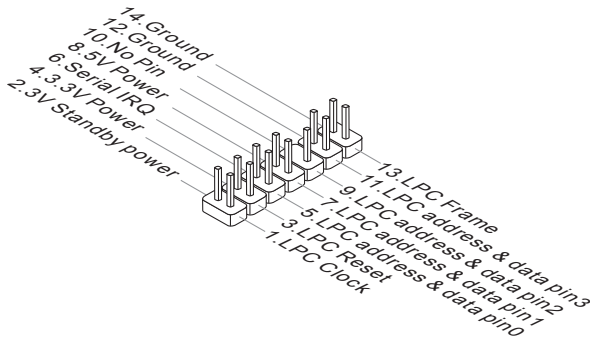 14.Ground
12.Ground
10.No Pin
8.5V Power
6.Serial IRQ
4.3.3V Power
2.3V Standby power
13.LPC Frame
11.LPC address & data pin3
9.LPC address & data pin2
7.LPC address & data pin1
5.LPC address & data pin0
3.LPC Reset
1.LPC Clock